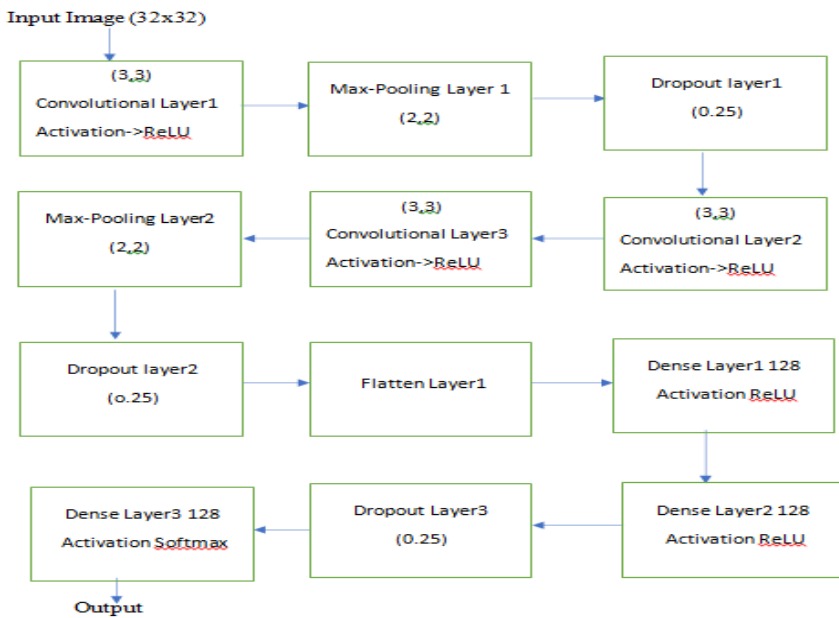 Input Image (32x32)
(3,3)
Convolutional Layer1
Activation->ReLU
Max-Pooling Layer 1
(2,2)
Dropout layer1
(0.25)
(3,3)
Convolutional Layer2
Activation->ReLU
(3,3)
Convolutional Layer3
Activation->ReLU
Max-Pooling Layer2
(2,2)
Dropout layer2
(o.25)
Flatten Layer1
Dense Layer1 128
Activation ReLU
Dense Layer2 128
Activation ReLU
Dropout Layer3
(0.25)
Dense Layer3 128
Activation Softmax
Output